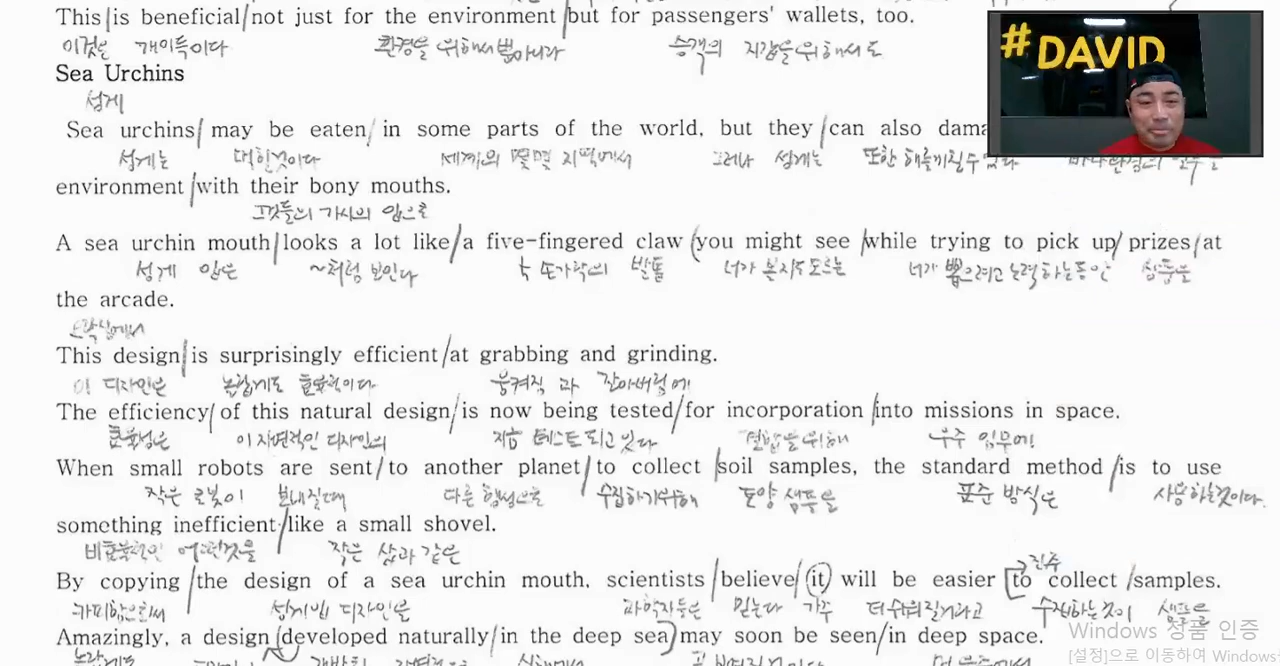 This is beneficial not just for the environment but for passengers' wallets, too.
이것은 개이득이다 환경을 위해서뿐아니라 승객의 지갑을 위해서도
# DAVID
Sea Urchins
성게
Sea urchins may be eaten in some parts of the world, but they can also dama
성게는 먹힌것이다 세계의 몇몇 지역에서 그러나 성게는 또한 해를끼칠수있다
environment with their bony mouths.
그것들의 가시의 입으로
A sea urchin mouth looks a lot like a five-fingered claw you might see while trying to pick up prizes at
성게 입은 ~처럼 보인다 손가락의 발톱 너가 볼지도모르는 너가 뽑으려고 노력하는동안 상품을
the arcade.
오락실에서
This design is surprisingly efficient at grabbing and grinding.
이 디자인은 놀랍게도 효율적이다 움켜직 과 잡아버림에
The efficiency of this natural design is now being tested for incorporation into missions in space.
효율성은 이 자연적인 디자인의 지금 테스트되고있다 결합을위해 우주 임무에
When small robots are sent to another planet to collect soil samples, the standard method is to use
작은 로봇이 보내질때 다른 행성으로 수집하기위해 토양 샘플을 표준 방식은 사용하는것이다.
something inefficient like a small shovel.
비효율적인 어떤것을 작은 삽과 같은
By copying the design of a sea urchin mouth, scientists believe it will be easier to collect samples.
진주
카피함으로써 성게입 디자인을 과학자들은 믿는다 가주 더쉬워질거라고 수집하는것이 샘플을
Amazingly, a design developed naturally in the deep sea may soon be seen in deep space.
놀랍게도
Windows 정품 인증
[설정]으로 이동하여 Windows